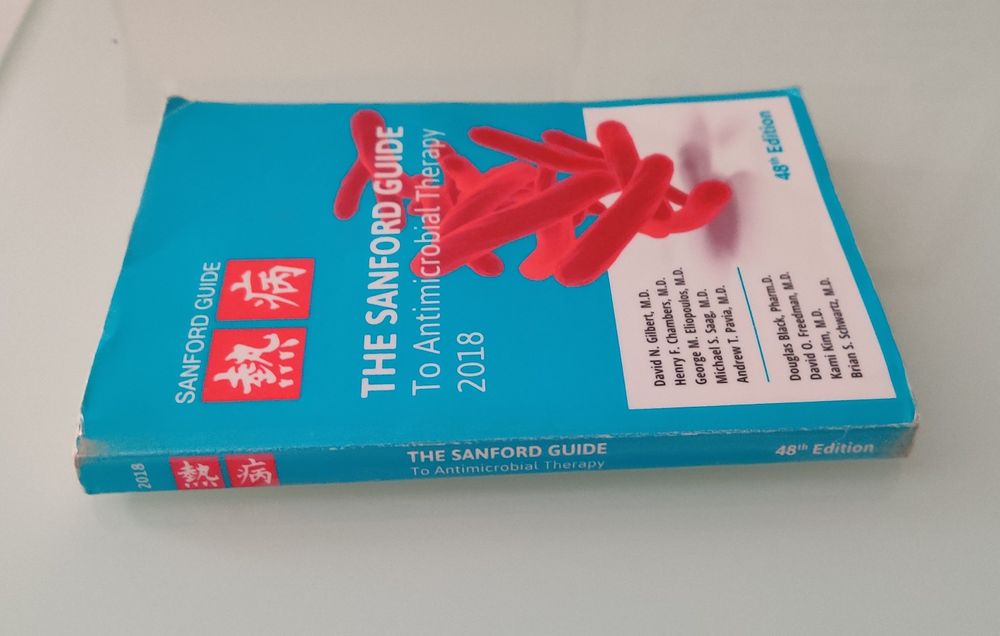 SANFORD GUIDE
熱病
THE SANFORD GUIDE
To Antimicrobial Therapy
2018
48th Edition
David N. Gilbert, M.D.
Henry F. Chambers, M.D.
George M. Eliopoulos, M.D.
Michael S. Saag, M.D.
Andrew T. Pavia, M.D.
Douglas Black, Pharm.D.
David O. Freedman, M.D.
Kami Kim, M.D.
Brian S. Schwartz, M.D.
2018
熱病
THE SANFORD GUIDE
To Antimicrobial Therapy
48th Edition